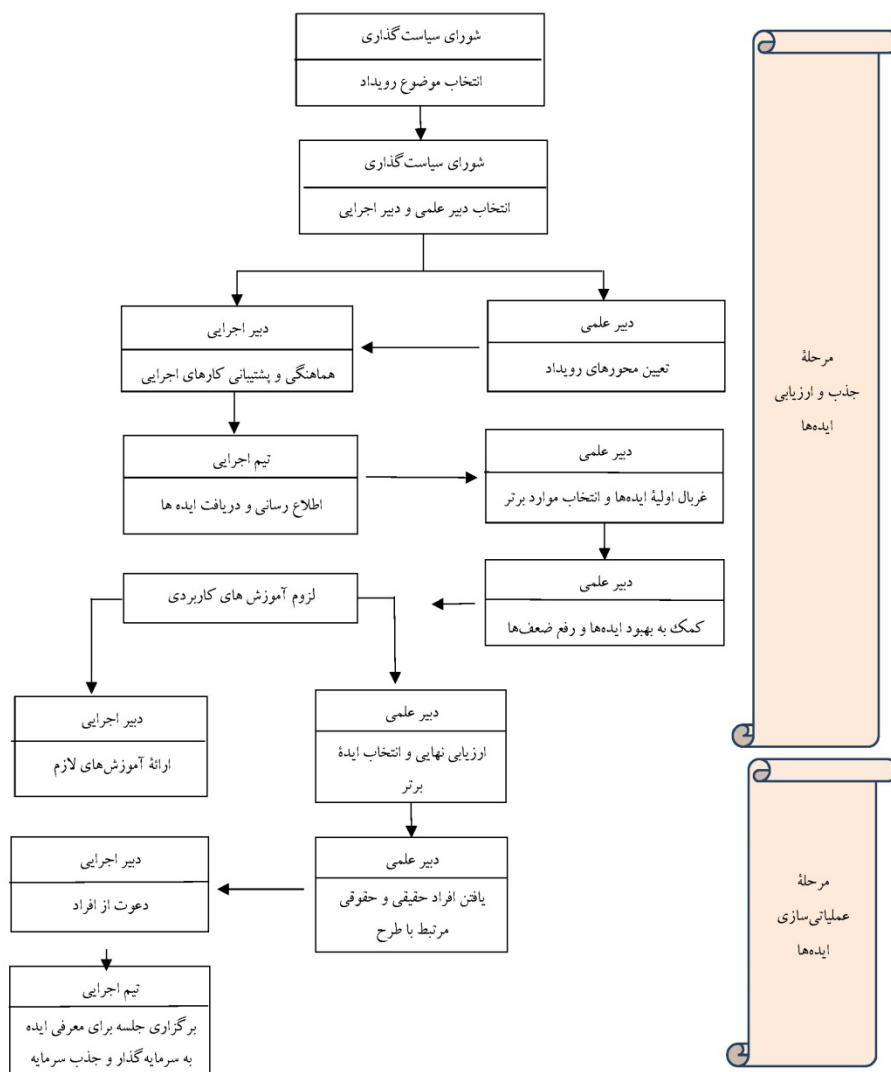 شورای سیاست‌گذاری
انتخاب موضوع رویداد
شورای سیاست‌گذاری
انتخاب دبیر علمی و دبیر اجرایی
دبیر علمی
تعیین محورهای رویداد
دبیر اجرایی
هماهنگی و پشتیبانی کارهای اجرایی
تیم اجرایی
اطلاع رسانی و دریافت ایده ها
دبیر علمی
غربال اولیهٔ ایده‌ها و انتخاب موارد برتر
دبیر علمی
کمک به بهبود ایده‌ها و رفع ضعف‌ها
لزوم آموزش های کاربردی
دبیر علمی
ارزیابی نهایی و انتخاب ایدهٔ
برتر
دبیر اجرایی
ارائهٔ آموزش‌های لازم
دبیر علمی
یافتن افراد حقیقی و حقوقی
مرتبط با طرح
دبیر اجرایی
دعوت از افراد
تیم اجرایی
برگزاری جلسه برای معرفی ایده
به سرمایه‌گذار و جذب سرمایه
مرحلهٔ
جذب و ارزیابی
ایده‌ها
مرحلهٔ
عملیاتی‌سازی
ایده‌ها